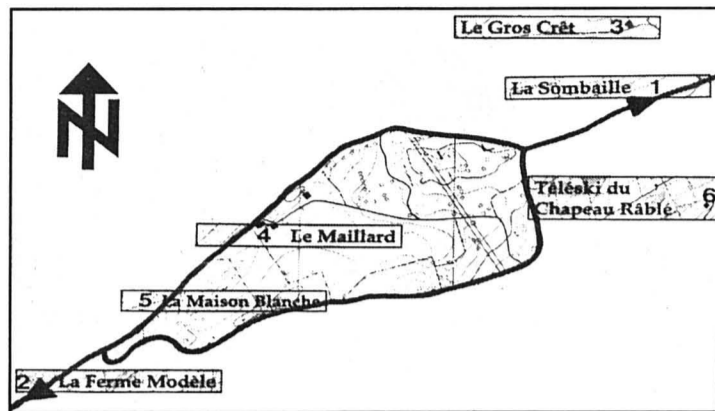 Le Gros Crêt 3
La Sombaille 1
N
Téléski du
Chapeau Râblé 6
4 Le Maillard
5 La Maison Blanche
2 La Ferme Modèle